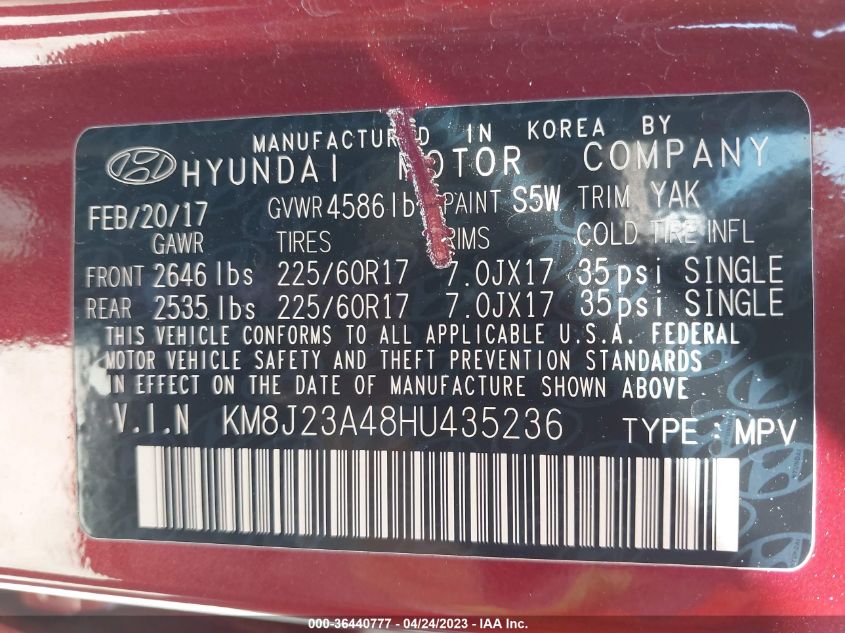 MANUFACTURED IN KOREA BY
HYUNDAI MOTOR COMPANY
FEB/20/17 GVWR 4586 lb PAINT S5W TRIM YAK
GAWR TIRES RIMS COLD TIRE INFL
FRONT 2646 lbs 225/60R17 7.0JX17 35psi SINGLE
REAR 2535 lbs 225/60R17 7.0JX17 35psi SINGLE
THIS VEHICLE CONFORMS TO ALL APPLICABLE U.S.A. FEDERAL
MOTOR VEHICLE SAFETY AND THEFT PREVENTION STANDARDS
IN EFFECT ON THE DATE OF MANUFACTURE SHOWN ABOVE
V.I.N KM8J23A48HU435236 TYPE : MPV
000-36440777 - 04/24/2023 - IAA Inc.